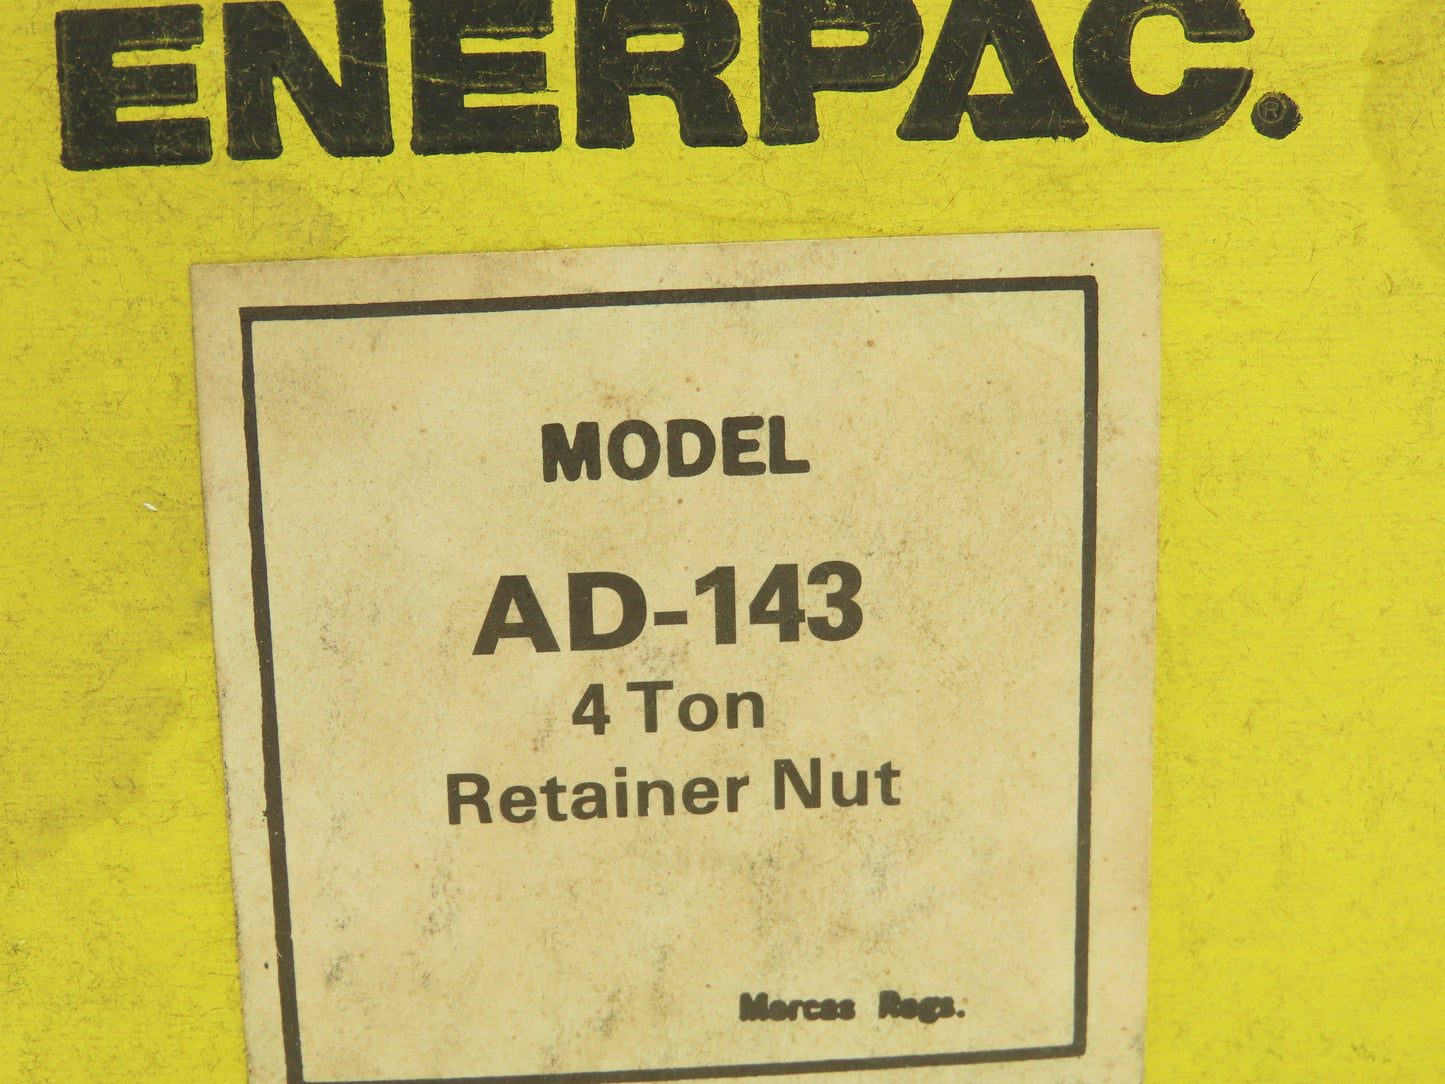 ENERPAC.®
MODEL
AD-143
4 Ton
Retainer Nut
Marcas Regs.